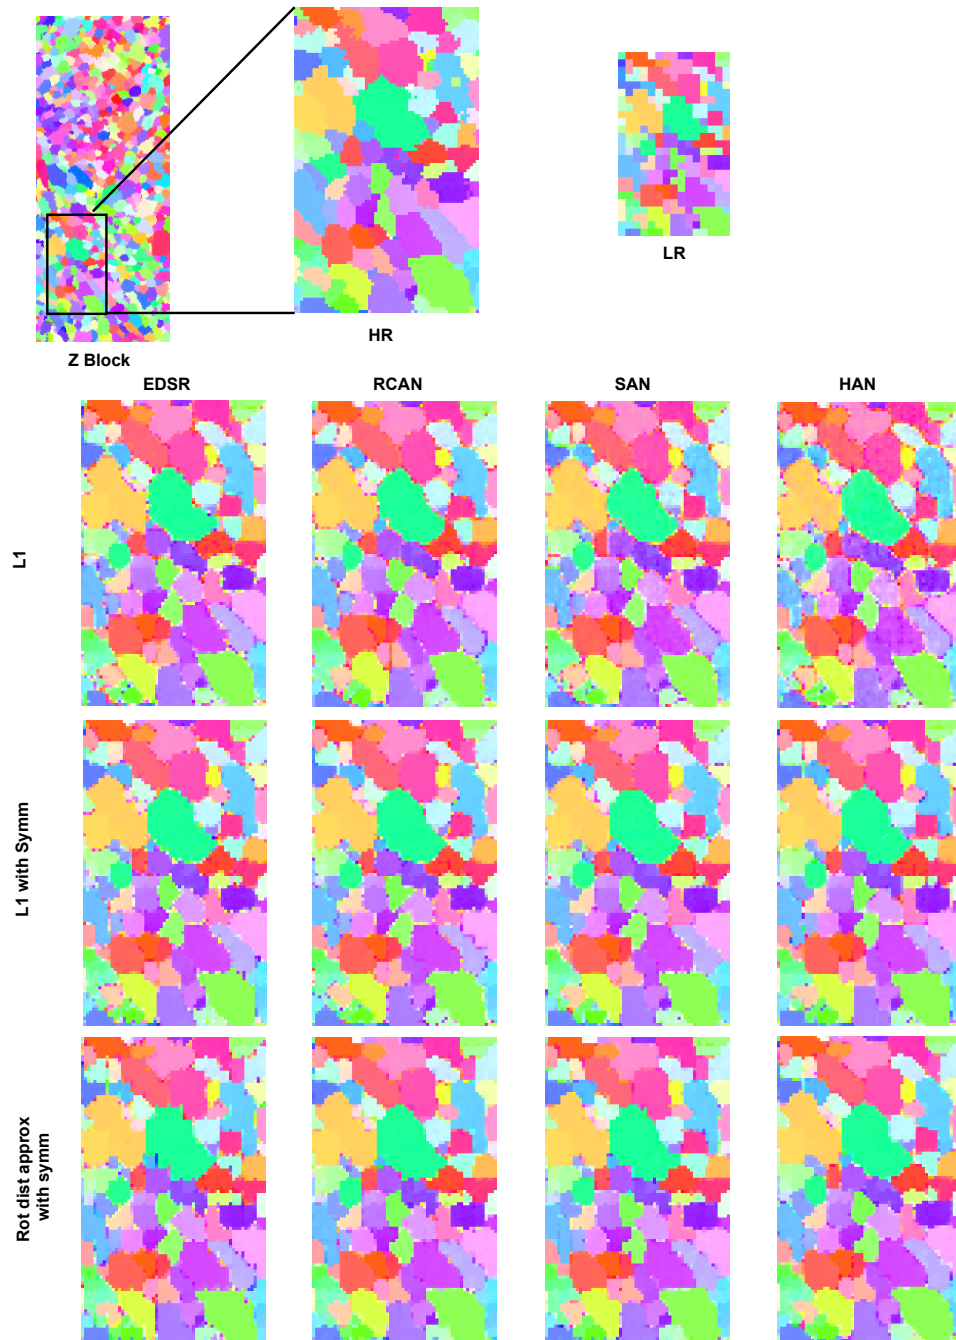 LR
HR
Z Block
EDSR
RCAN
SAN
HAN
L1
L1 with Symm
Rot dist approx
with symm